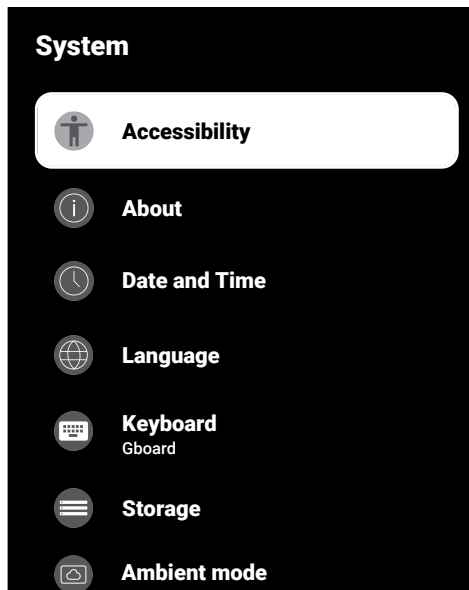 System
Accessibility
About
Date and Time
Language
Keyboard
Gboard
Storage
Ambient mode